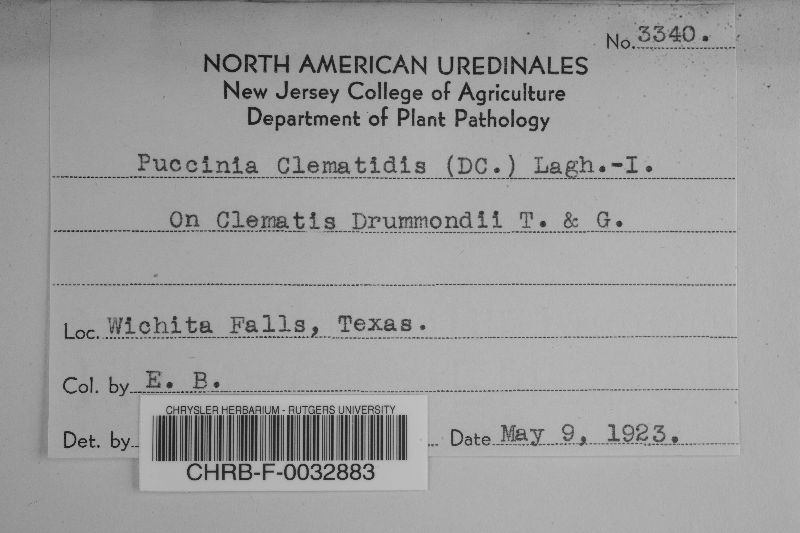 No. 3340.
NORTH AMERICAN UREDINALES
New Jersey College of Agriculture
Department of Plant Pathology
Puccinia Clematidis (DC.) Lagh.-I.
On Clematis Drummondii T. & G.
Loc. Wichita Falls, Texas.
Col. by E. B.
Det. by
Date May 9, 1923.
CHRYSLER HERBARIUM - RUTGERS UNIVERSITY
CHRB-F-0032883